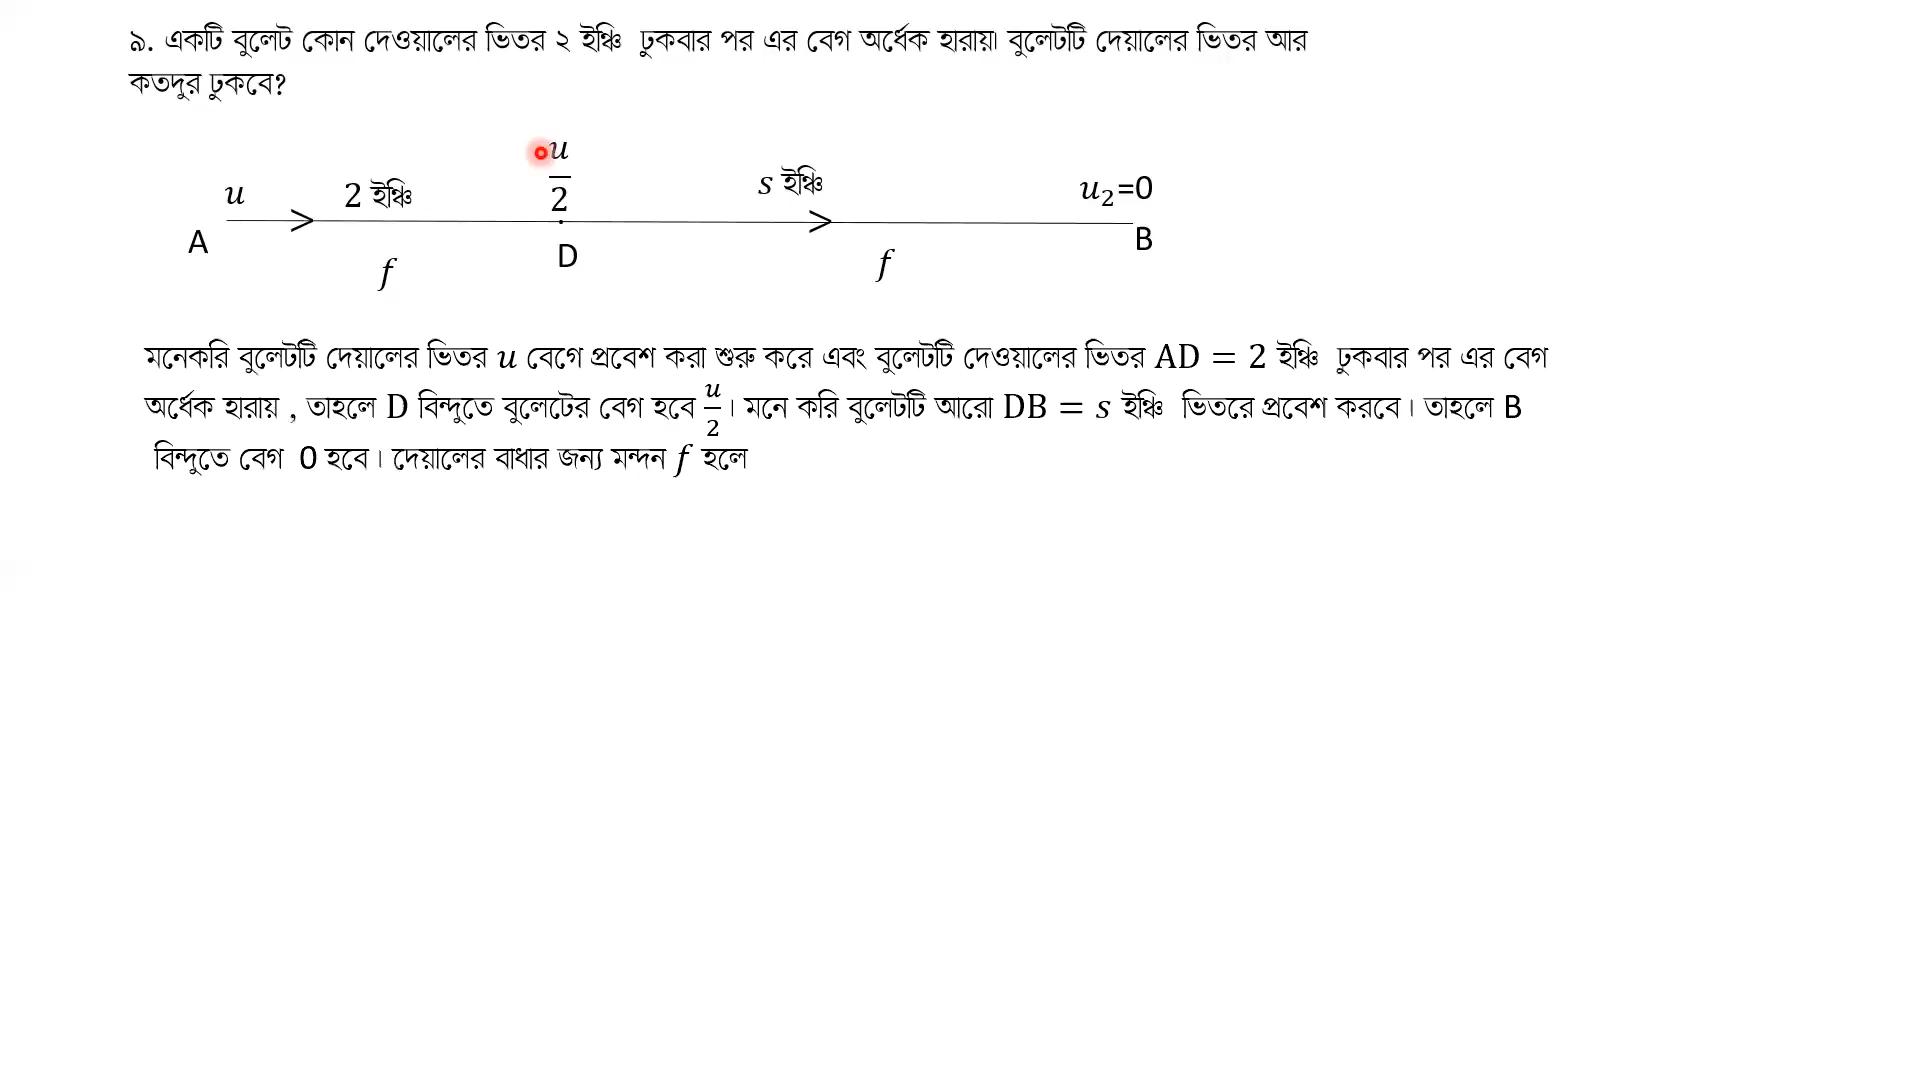 ৯. একটি বুলেট কোন দেওয়ালের ভিতর ২ ইঞ্চি ঢুকবার পর এর বেগ অর্ধেক হারায়৷ বুলেটটি দেয়ালের ভিতর আর
কতদুর ঢুকবে?
u 2 ইঞ্চি u/2 s ইঞ্চি u₂=0
A D B
f f
মনেকরি বুলেটটি দেয়ালের ভিতর u বেগে প্রবেশ করা শুরু করে এবং বুলেটটি দেওয়ালের ভিতর AD = 2 ইঞ্চি ঢুকবার পর এর বেগ
অর্ধেক হারায় , তাহলে D বিন্দুতে বুলেটের বেগ হবে u/2। মনে করি বুলেটটি আরো DB = s ইঞ্চি ভিতরে প্রবেশ করবে। তাহলে B
বিন্দুতে বেগ 0 হবে। দেয়ালের বাধার জন্য মন্দন f হলে